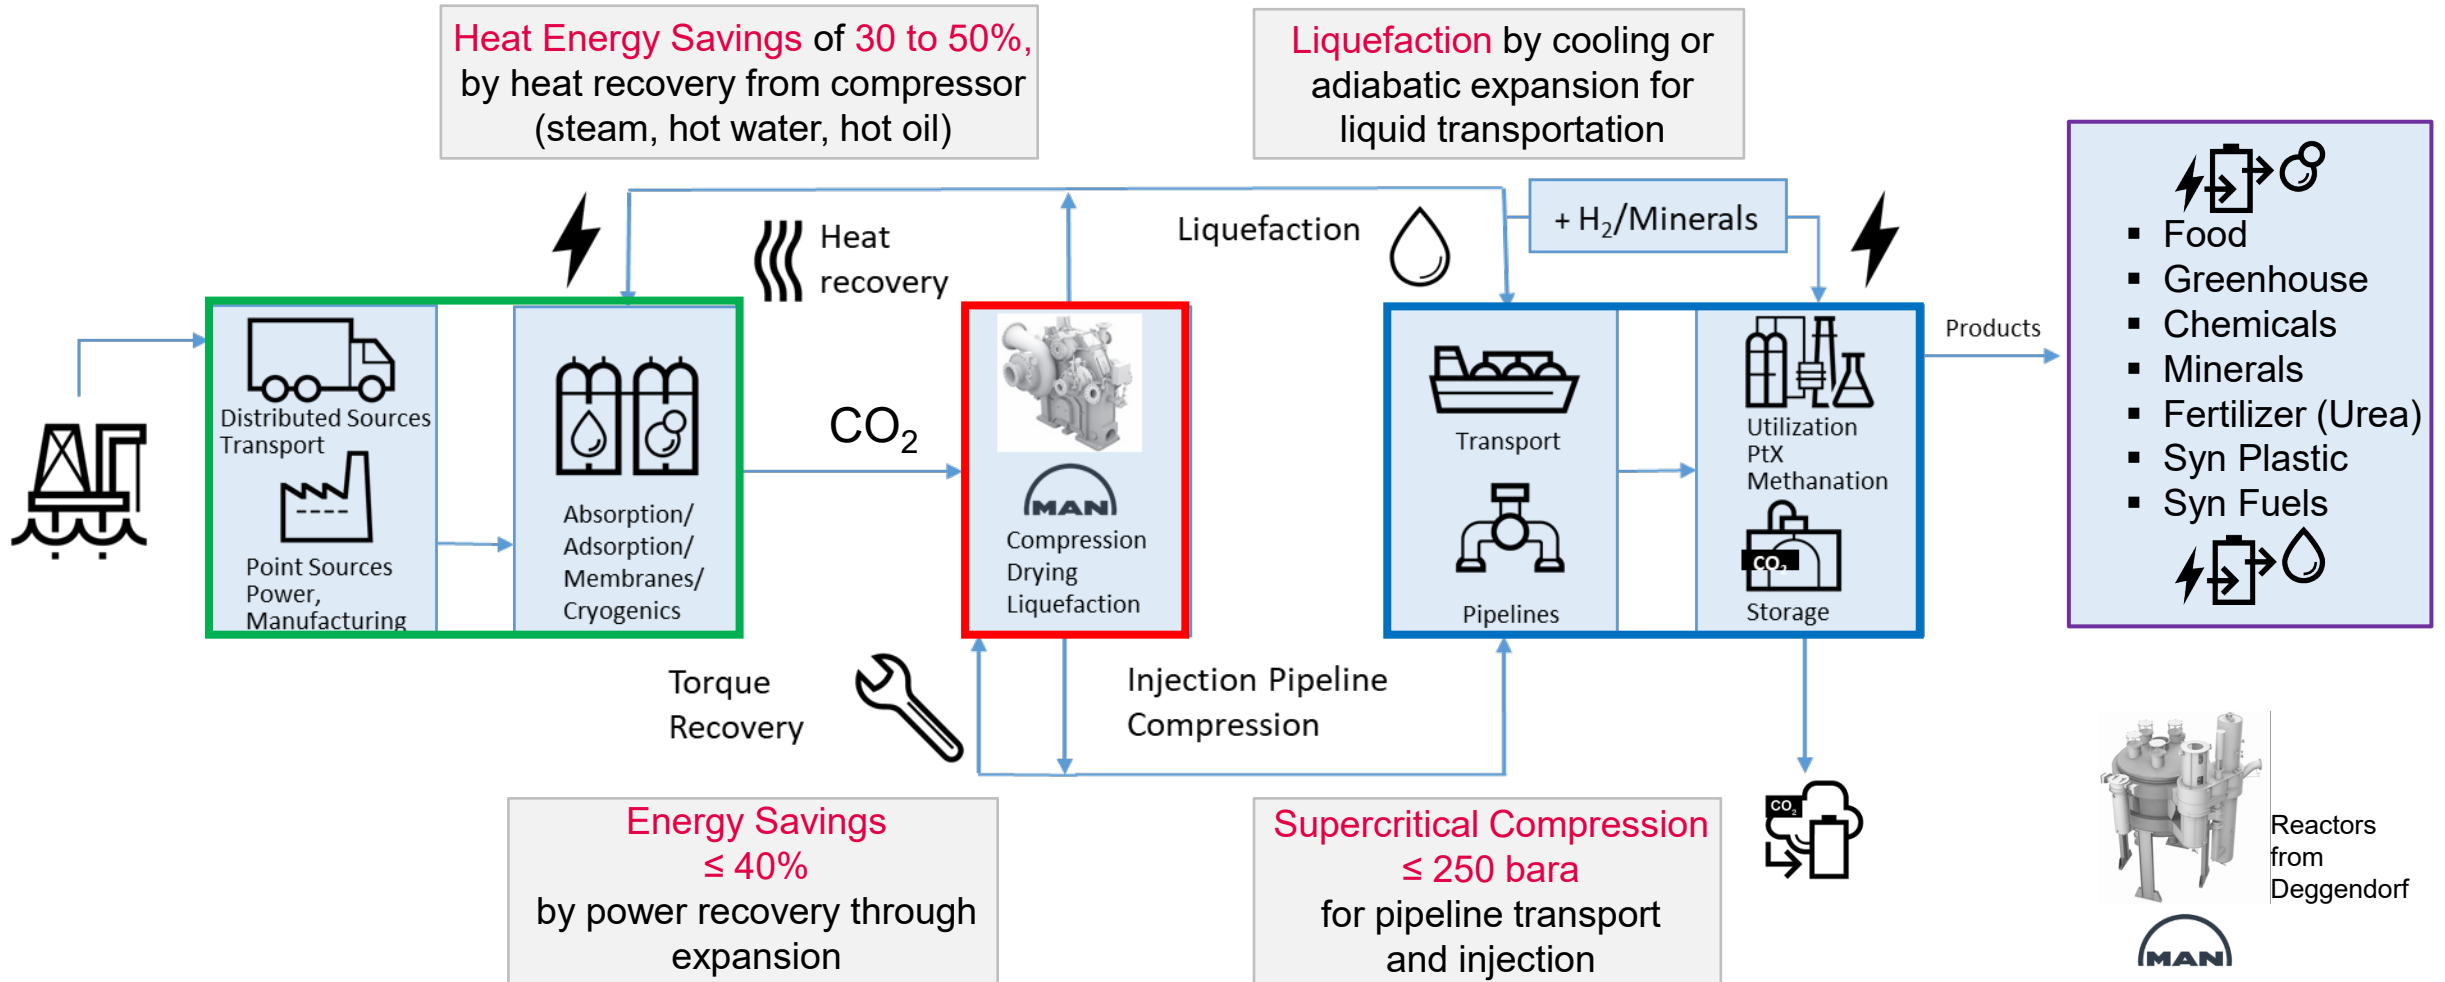 Heat Energy Savings of 30 to 50%,
by heat recovery from compressor
(steam, hot water, hot oil)
Liquefaction by cooling or
adiabatic expansion for
liquid transportation
Heat
recovery
Liquefaction
+ H₂/Minerals
Distributed Sources
Transport
Point Sources
Power,
Manufacturing
Absorption/
Adsorption/
Membranes/
Cryogenics
CO₂
MAN
Compression
Drying
Liquefaction
Transport
Pipelines
Utilization
PtX
Methanation
CO₂
Storage
Products
▪ Food
▪ Greenhouse
▪ Chemicals
▪ Minerals
▪ Fertilizer (Urea)
▪ Syn Plastic
▪ Syn Fuels
Torque
Recovery
Injection Pipeline
Compression
Energy Savings
≤ 40%
by power recovery through
expansion
Supercritical Compression
≤ 250 bara
for pipeline transport
and injection
CO₂
Reactors
from
Deggendorf
MAN